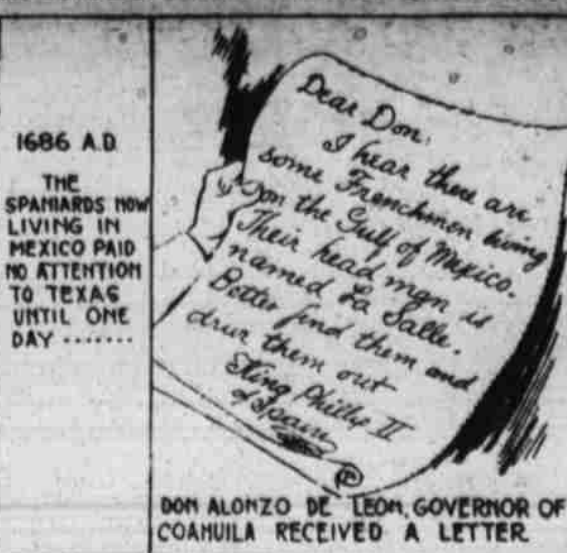 1686 A.D.
THE
SPANIARDS NOW
LIVING IN
MEXICO PAID
NO ATTENTION
TO TEXAS
UNTIL ONE
DAY .......
Dear Don,
I hear there are
some Frenchmen living
on the Gulf of Mexico.
Their head man is
named La Salle.
Better find them and
drive them out
King Phillip II
of Spain
DON ALONZO DE LEON, GOVERNOR OF
COAHUILA RECEIVED A LETTER